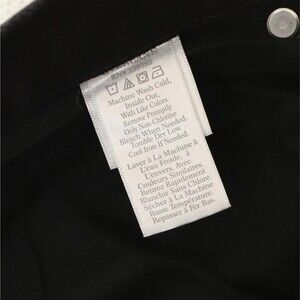 Machine Wash Cold,
Inside Out,
With Like Colors.
Remove Promptly
Only Non-Chlorine
Bleach When Needed.
Tumble Dry Low.
Cool Iron If Needed
Laver à La Machine à
L'eau Froide, à
L'envers, Avec
Couleurs Similaires
Retirez Rapidement
Blanchir Sans Chlore.
Sécher à La Machine
Basse Température.
Repasser à Fer Bas.